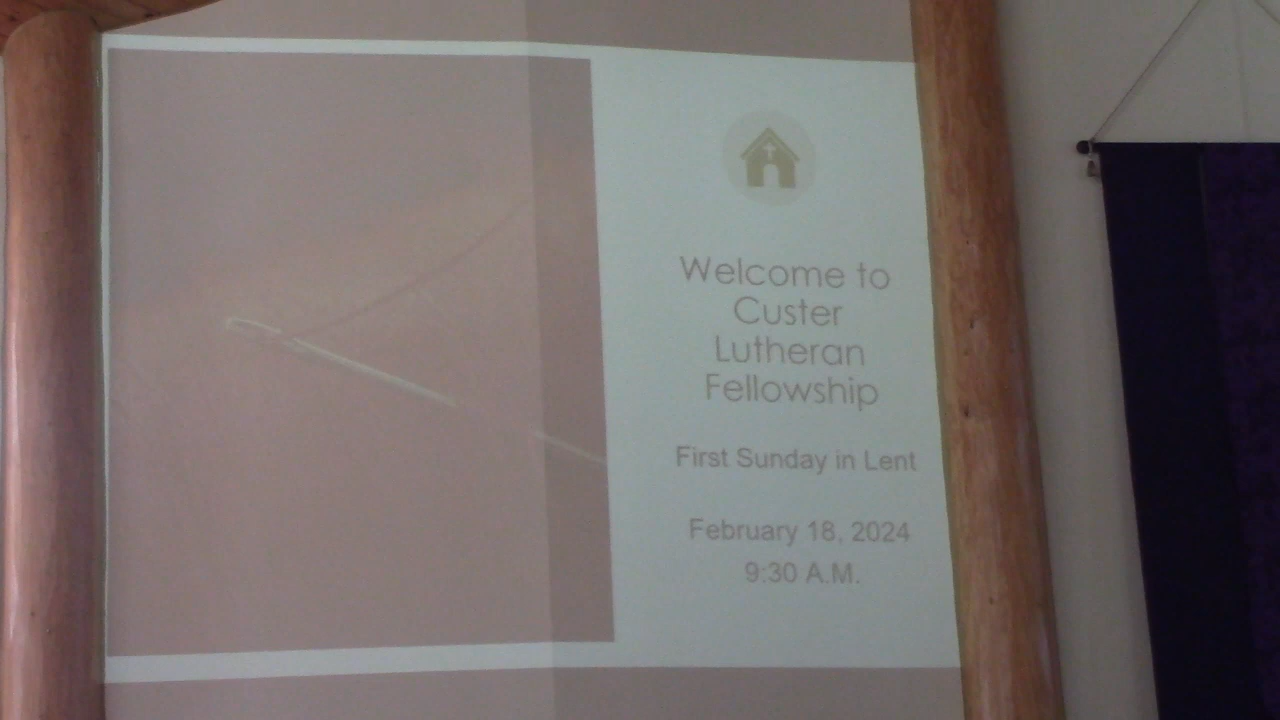 Welcome to
Custer
Lutheran
Fellowship
First Sunday in Lent
February 18, 2024
9:30 A.M.